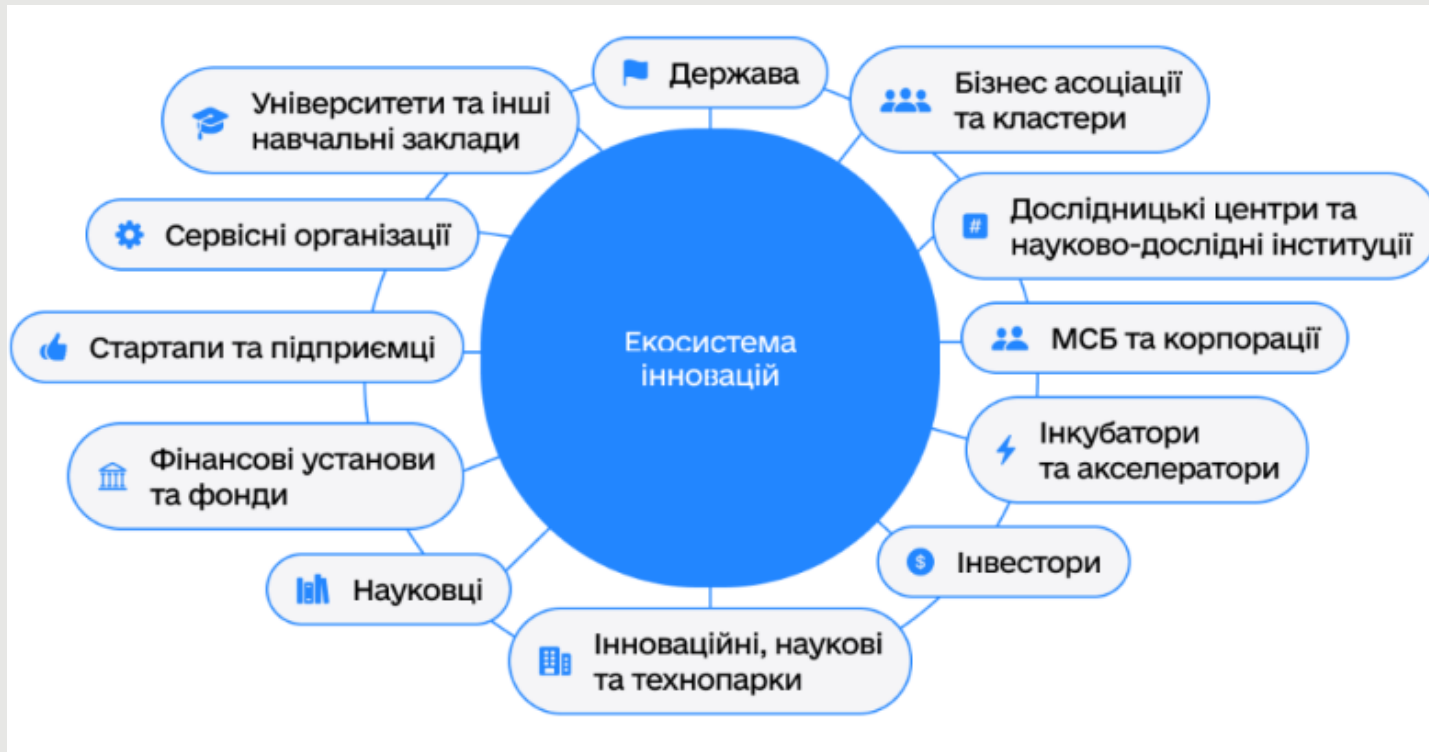 Держава
Бізнес асоціації
та кластери
Університети та інші
навчальні заклади
Дослідницькі центри та
науково-дослідні інституції
#
Сервісні організації
МСБ та корпорації
Стартапи та підприємці
Екосистема
інновацій
Інкубатори
та акселератори
Фінансові установи
та фонди
$
Інвестори
Науковці
Інноваційні, наукові
та технопарки